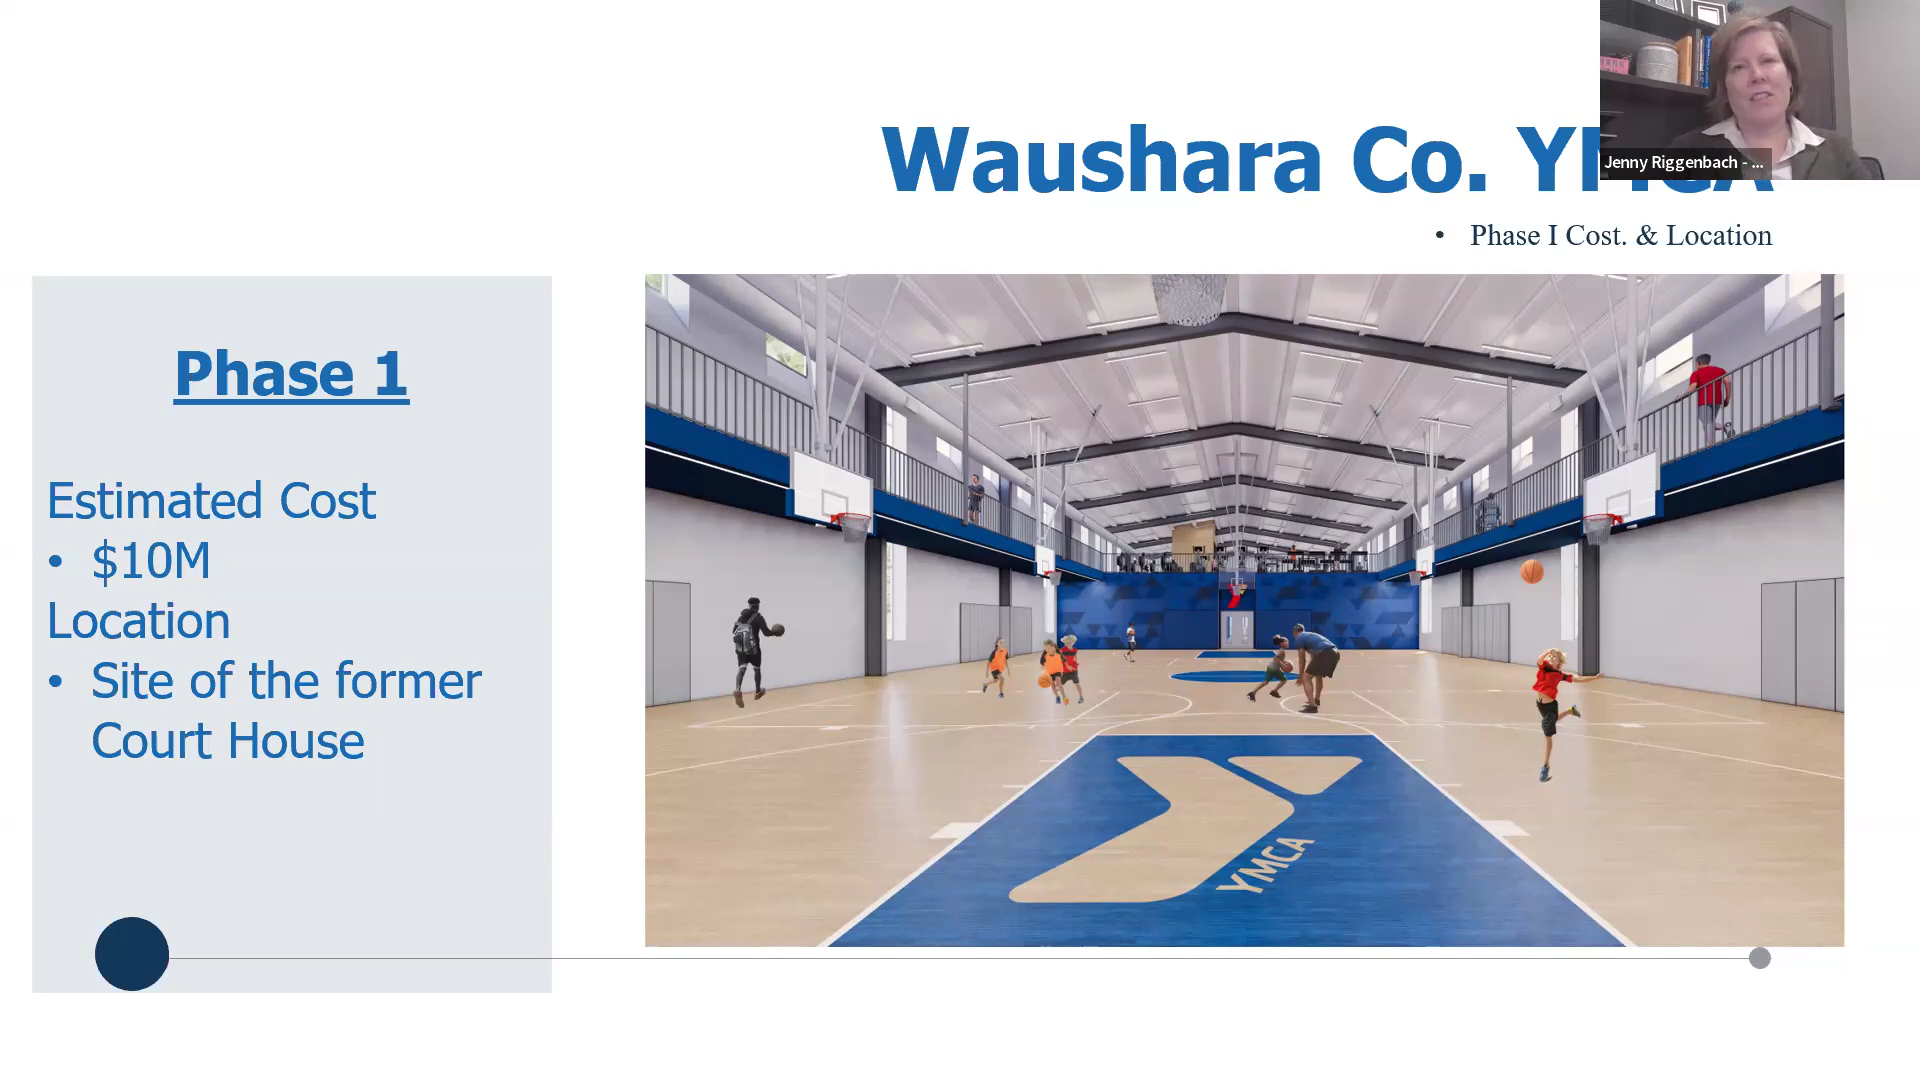 Waushara Co. YMCA
Jenny Riggenbach - ...
• Phase I Cost. & Location
Phase 1
Estimated Cost
• $10M
Location
• Site of the former
Court House
YMCA